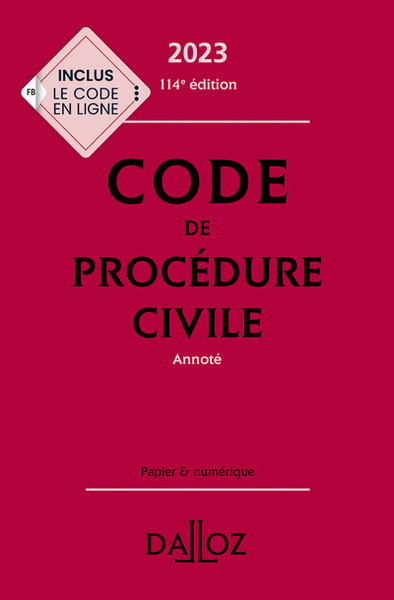 2023
114e édition
INCLUS
LE CODE
EN LIGNE
FB
CODE
DE
PROCÉDURE
CIVILE
Annoté
Papier & numérique
DALLOZ